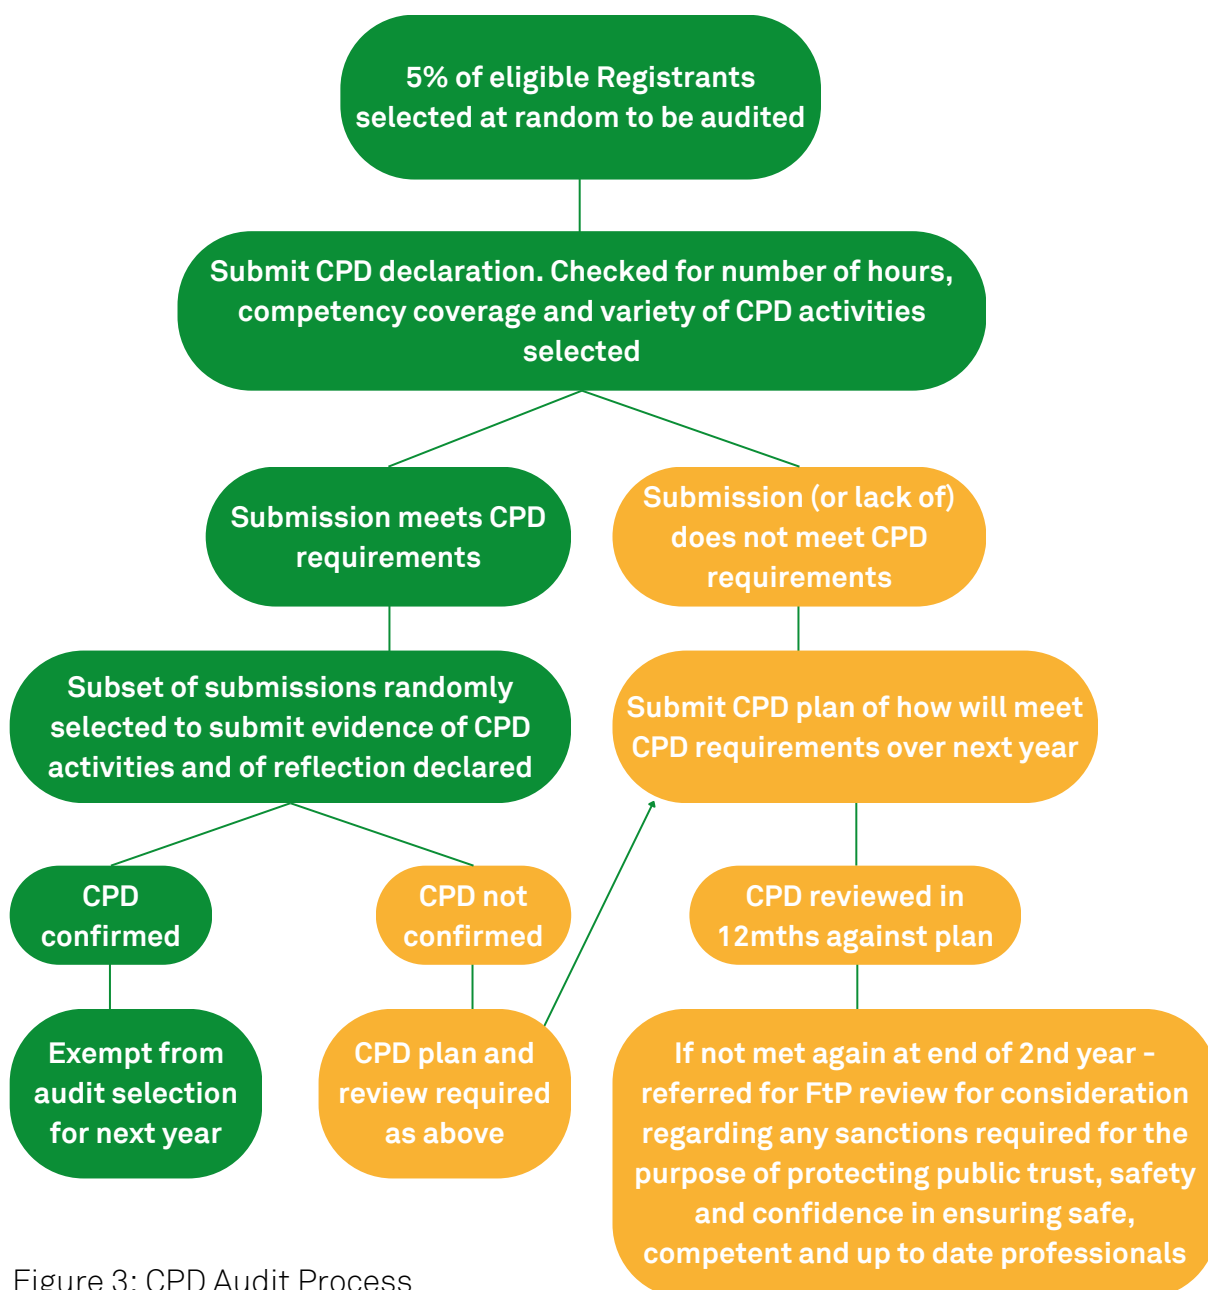 5% of eligible Registrants
selected at random to be audited
Submit CPD declaration. Checked for number of hours,
competency coverage and variety of CPD activities
selected
Submission meets CPD
requirements
Submission (or lack of)
does not meet CPD
requirements
Subset of submissions randomly
selected to submit evidence of CPD
activities and of reflection declared
Submit CPD plan of how will meet
CPD requirements over next year
CPD
confirmed
CPD not
confirmed
CPD reviewed in
12mths against plan
Exempt from
audit selection
for next year
CPD plan and
review required
as above
If not met again at end of 2nd year -
referred for FtP review for consideration
regarding any sanctions required for the
purpose of protecting public trust, safety
and confidence in ensuring safe,
competent and up to date professionals
Figure 3: CPD Audit Process